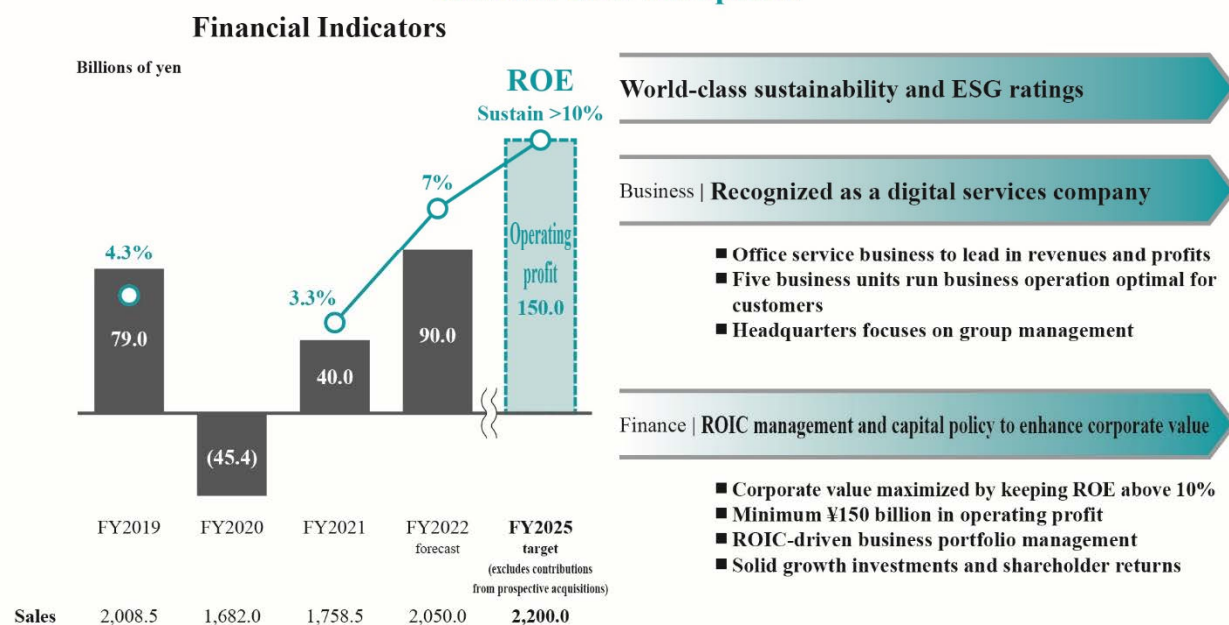 Financial Indicators
Billions of yen
ROE
Sustain >10%
7%
4.3%
3.3%
Operating
profit
150.0
79.0
40.0
90.0
(45.4)
FY2019 FY2020 FY2021 FY2022 FY2025
forecast target
(excludes contributions
from prospective acquisitions)
Sales 2,008.5 1,682.0 1,758.5 2,050.0 2,200.0
World-class sustainability and ESG ratings
Business | Recognized as a digital services company
■ Office service business to lead in revenues and profits
■ Five business units run business operation optimal for
customers
■ Headquarters focuses on group management
Finance | ROIC management and capital policy to enhance corporate value
■ Corporate value maximized by keeping ROE above 10%
■ Minimum ¥150 billion in operating profit
■ ROIC-driven business portfolio management
■ Solid growth investments and shareholder returns